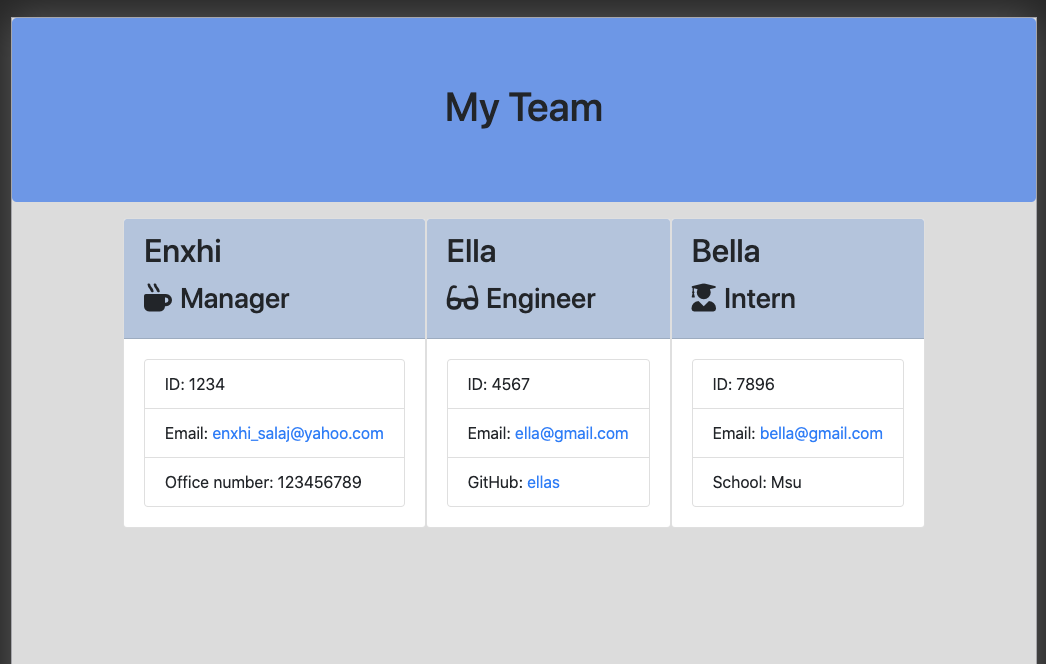 My Team
Enxhi
Manager
ID: 1234
Email: enxhi_salaj@yahoo.com
Office number: 123456789
Ella
Engineer
ID: 4567
Email: ella@gmail.com
GitHub: ellas
Bella
Intern
ID: 7896
Email: bella@gmail.com
School: Msu